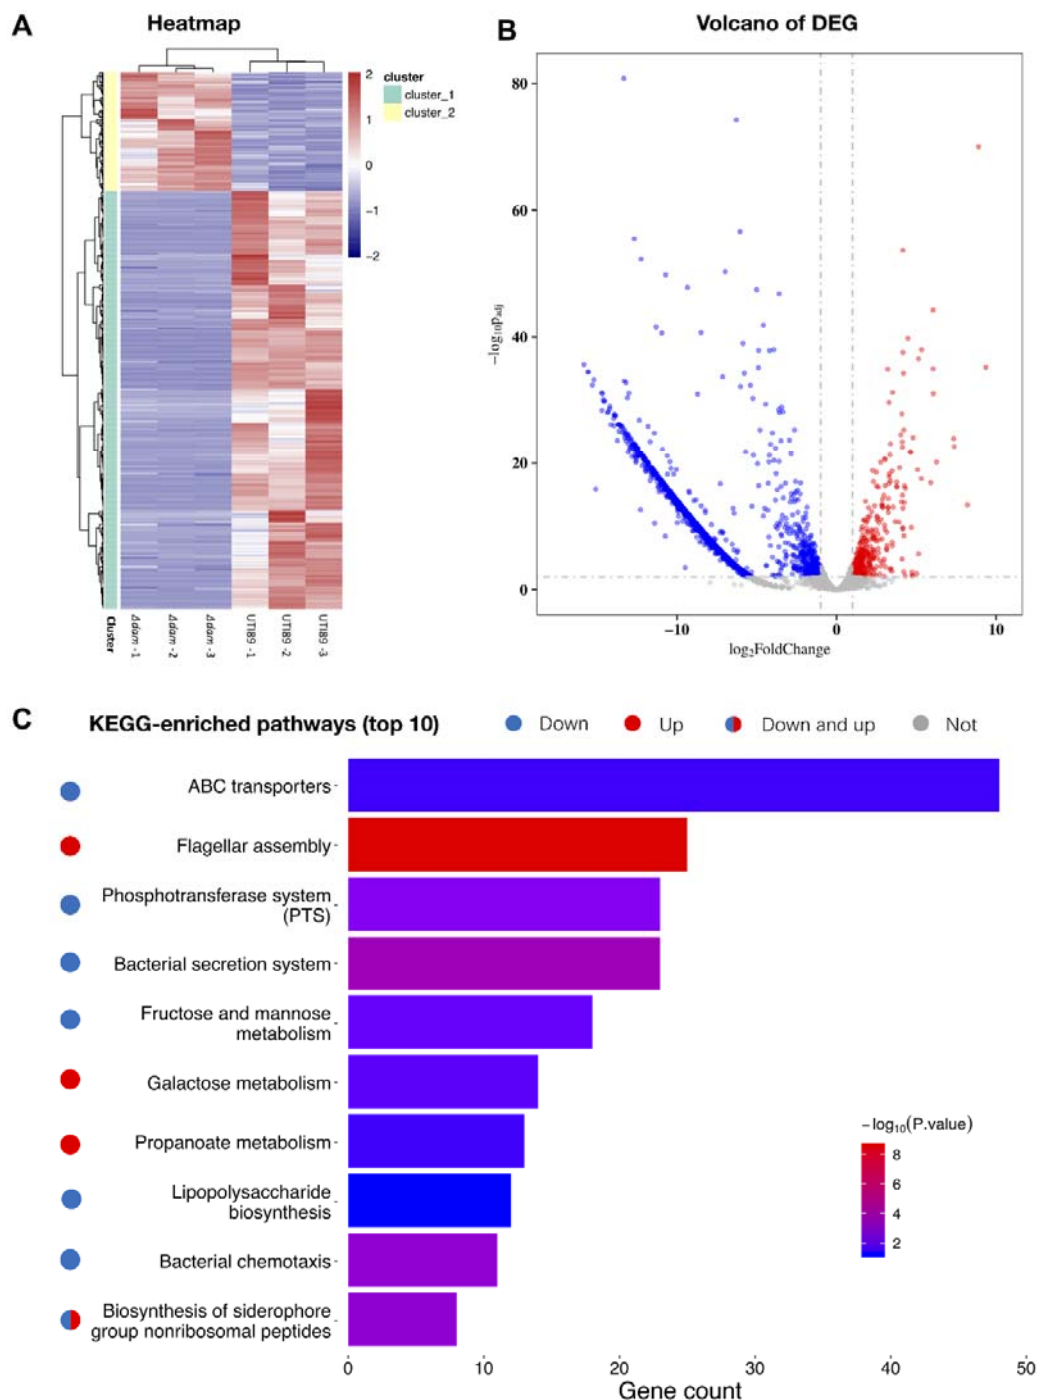 A
Heatmap
2
1
0
−1
−2
cluster
cluster_1
cluster_2
Cluster
Δdam -1
Δdam -2
Δdam -3
UTI89 -1
UTI89 -2
UTI89 -3
B
Volcano of DEG
80
60
40
20
0
−log₁₀Padj
−10
0
10
log₂FoldChange
C
KEGG-enriched pathways (top 10)
Down
Up
Down and up
Not
ABC transporters
Flagellar assembly
Phosphotransferase system
(PTS)
Bacterial secretion system
Fructose and mannose
metabolism
Galactose metabolism
Propanoate metabolism
Lipopolysaccharide
biosynthesis
Bacterial chemotaxis
Biosynthesis of siderophore
group nonribosomal peptides
−log₁₀(P.value)
8
6
4
2
0
10
20
30
40
50
Gene count